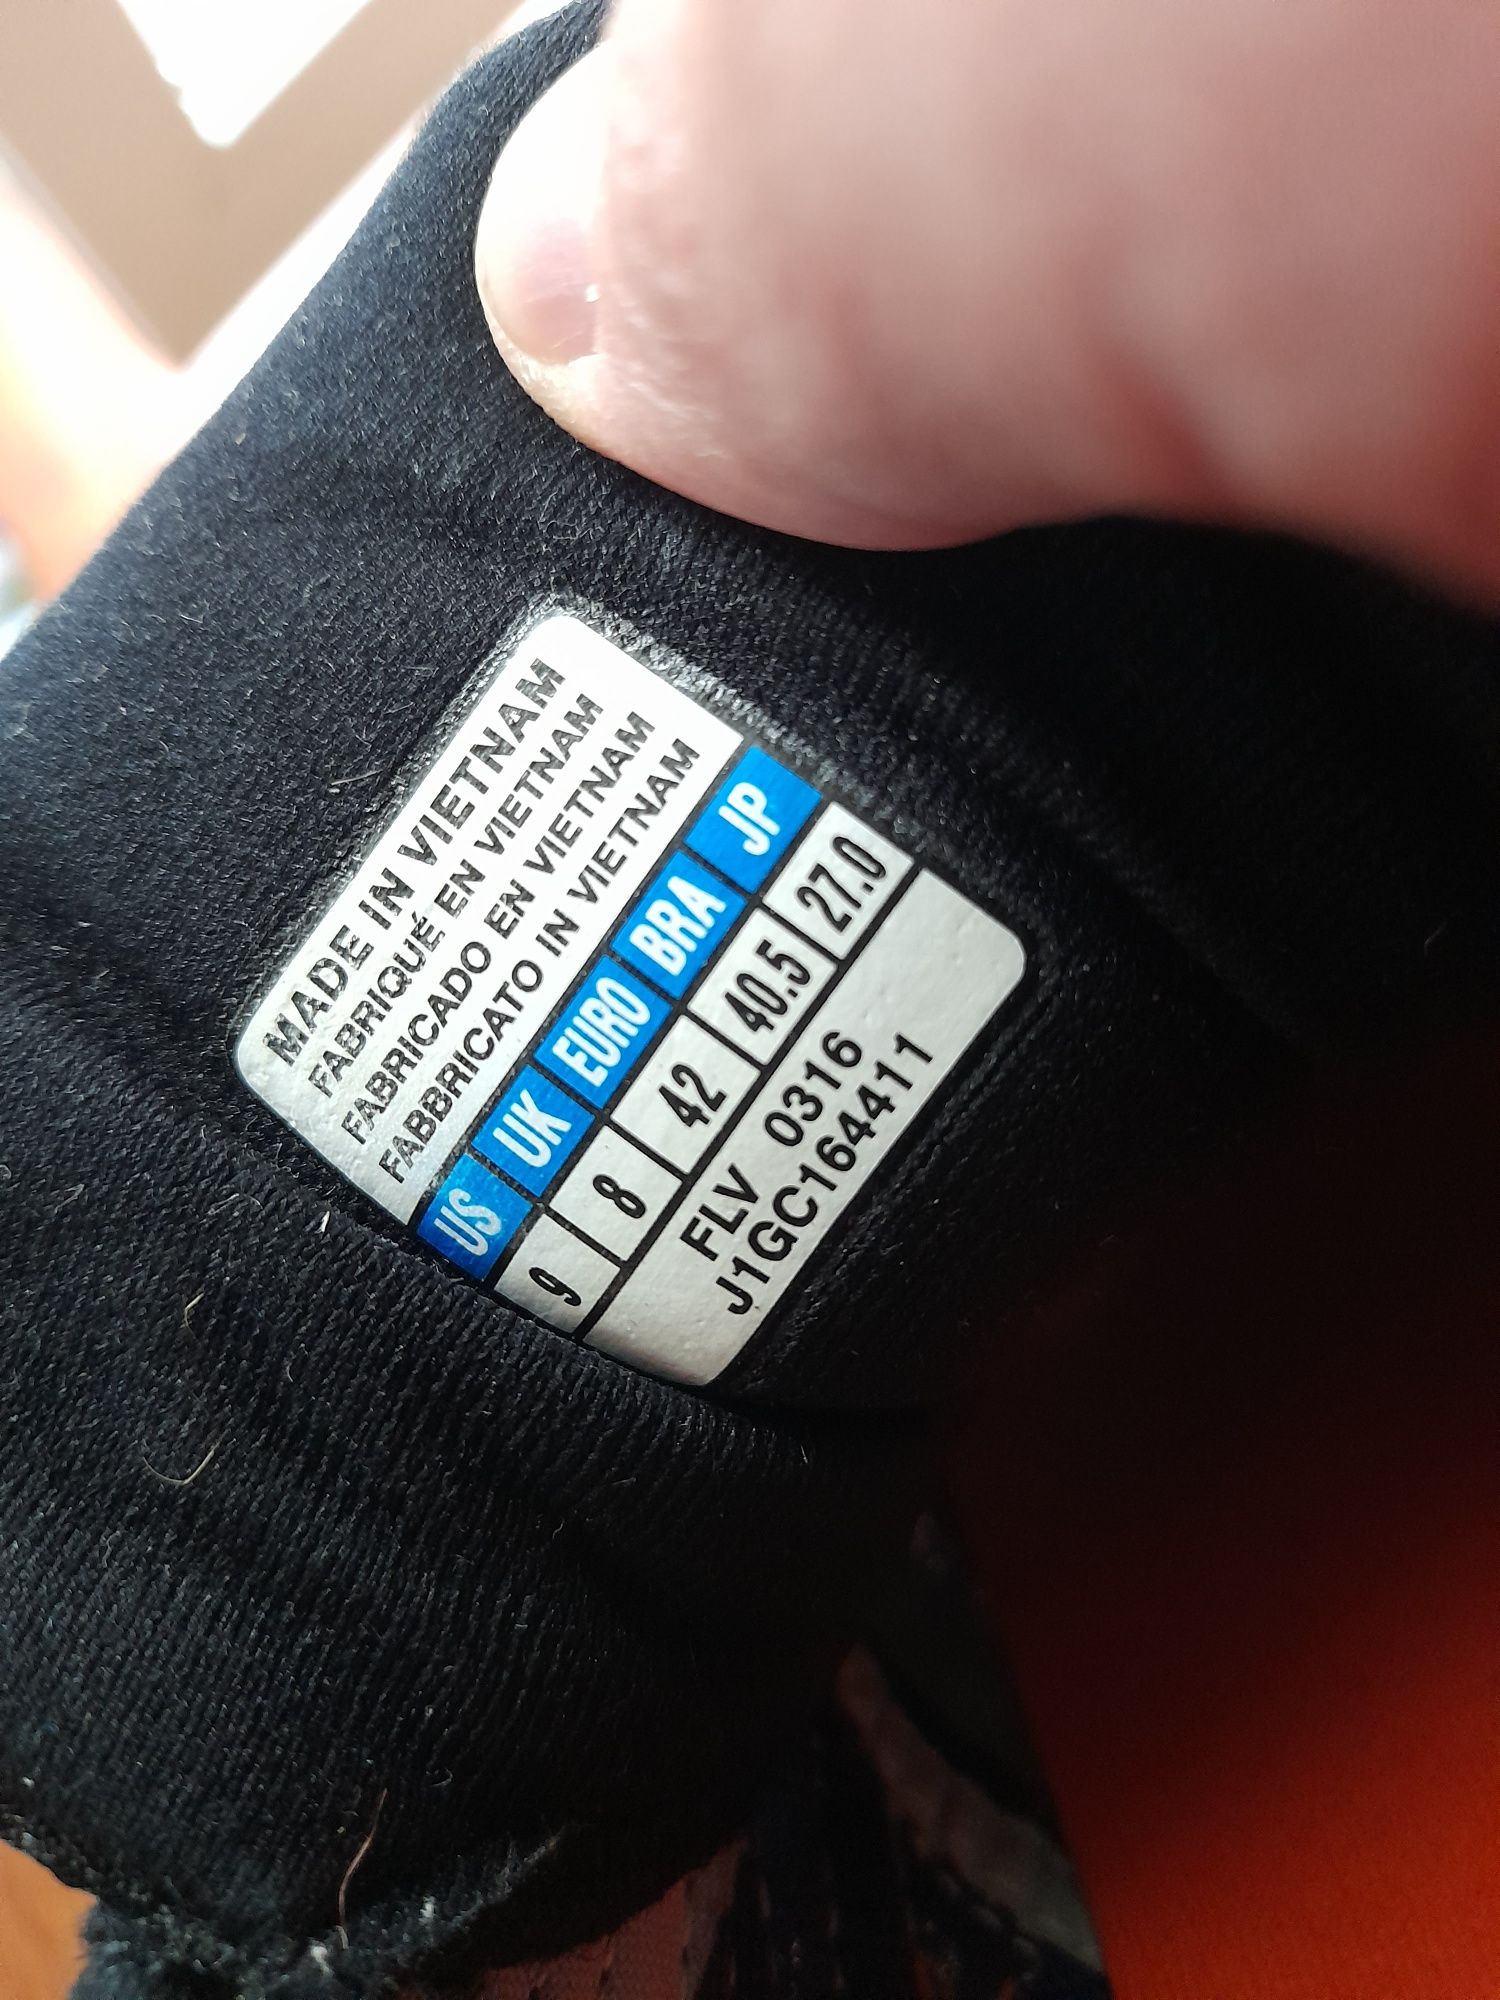 MADE IN VIETNAM
FABRIQUÉ EN VIETNAM
FABRICADO EN VIETNAM
FABBRICATO IN VIETNAM
US UK EURO BRA JP
9 8 42 40.5 27.0
FLV 0316
J1GC164411